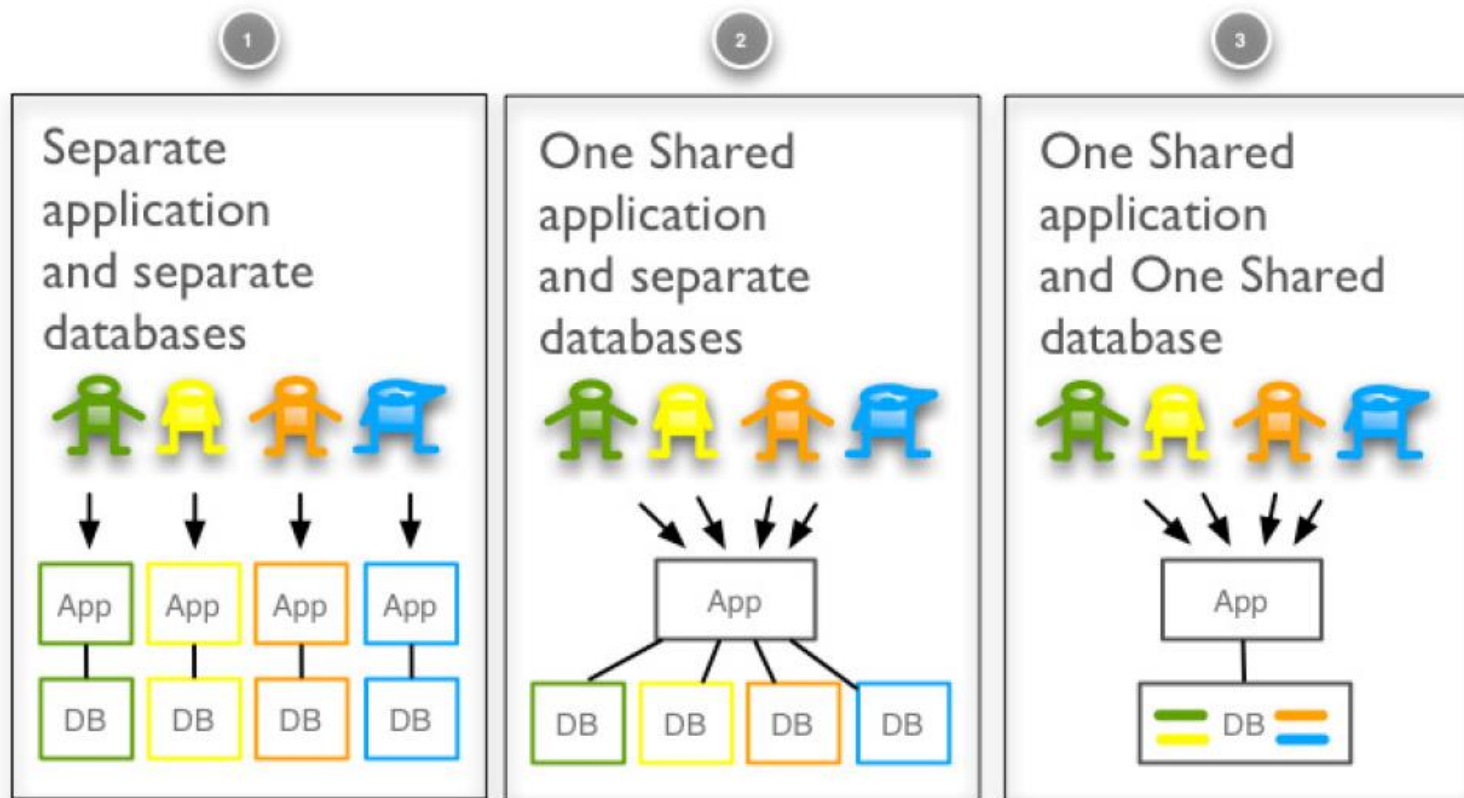 1
2
3
Separate
application
and separate
databases
App
App
App
App
DB
DB
DB
DB
One Shared
application
and separate
databases
App
DB
DB
DB
DB
One Shared
application
and One Shared
database
App
DB